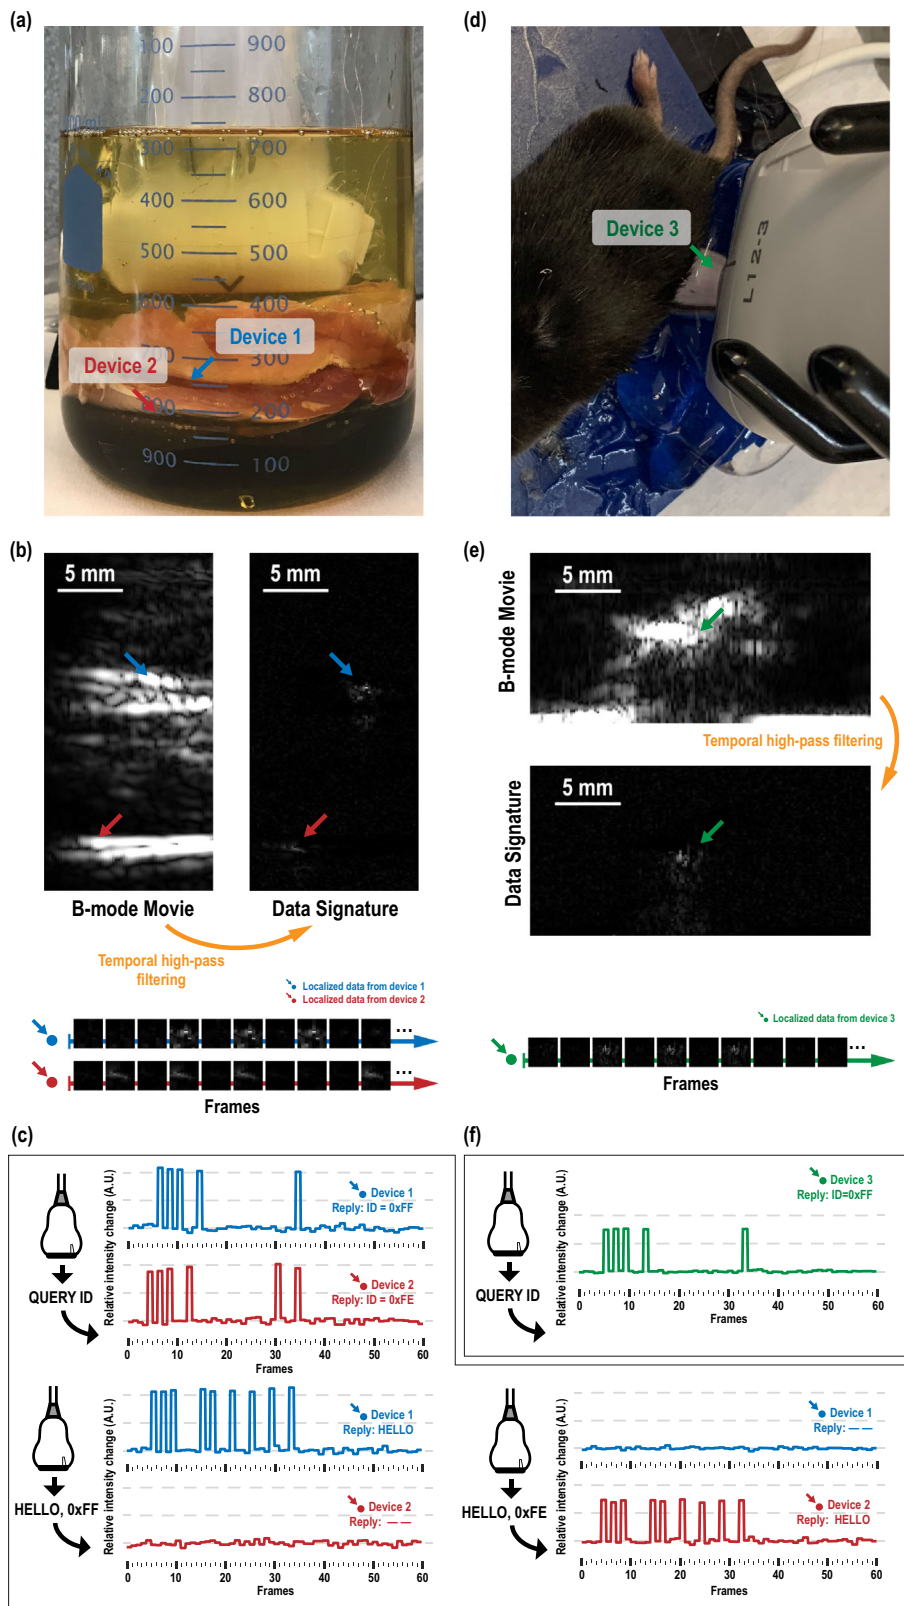 (a)
100
900
200
800
300
700
400
600
500
500
600
400
300
800
200
900
100
Device 1
Device 2
(d)
Device 3
L12-3
(b)
5 mm
5 mm
B-mode Movie
Data Signature
Temporal high-pass
filtering
Localized data from device 1
Localized data from device 2
...
...
Frames
(e)
B-mode Movie
5 mm
Temporal high-pass filtering
Data Signature
5 mm
Localized data from device 3
...
Frames
(c)
QUERY ID
Relative intensity change (A.U.)
Device 1
Reply: ID = 0xFF
Device 2
Reply: ID = 0xFE
0 10 20 30 40 50 60
Frames
HELLO, 0xFF
Relative intensity change (A.U.)
Device 1
Reply: HELLO
Device 2
Reply: — —
0 10 20 30 40 50 60
Frames
(f)
QUERY ID
Relative intensity change (A.U.)
Device 3
Reply: ID=0xFF
0 10 20 30 40 50 60
Frames
HELLO, 0xFE
Relative intensity change (A.U.)
Device 1
Reply: — —
Device 2
Reply: HELLO
0 10 20 30 40 50 60
Frames